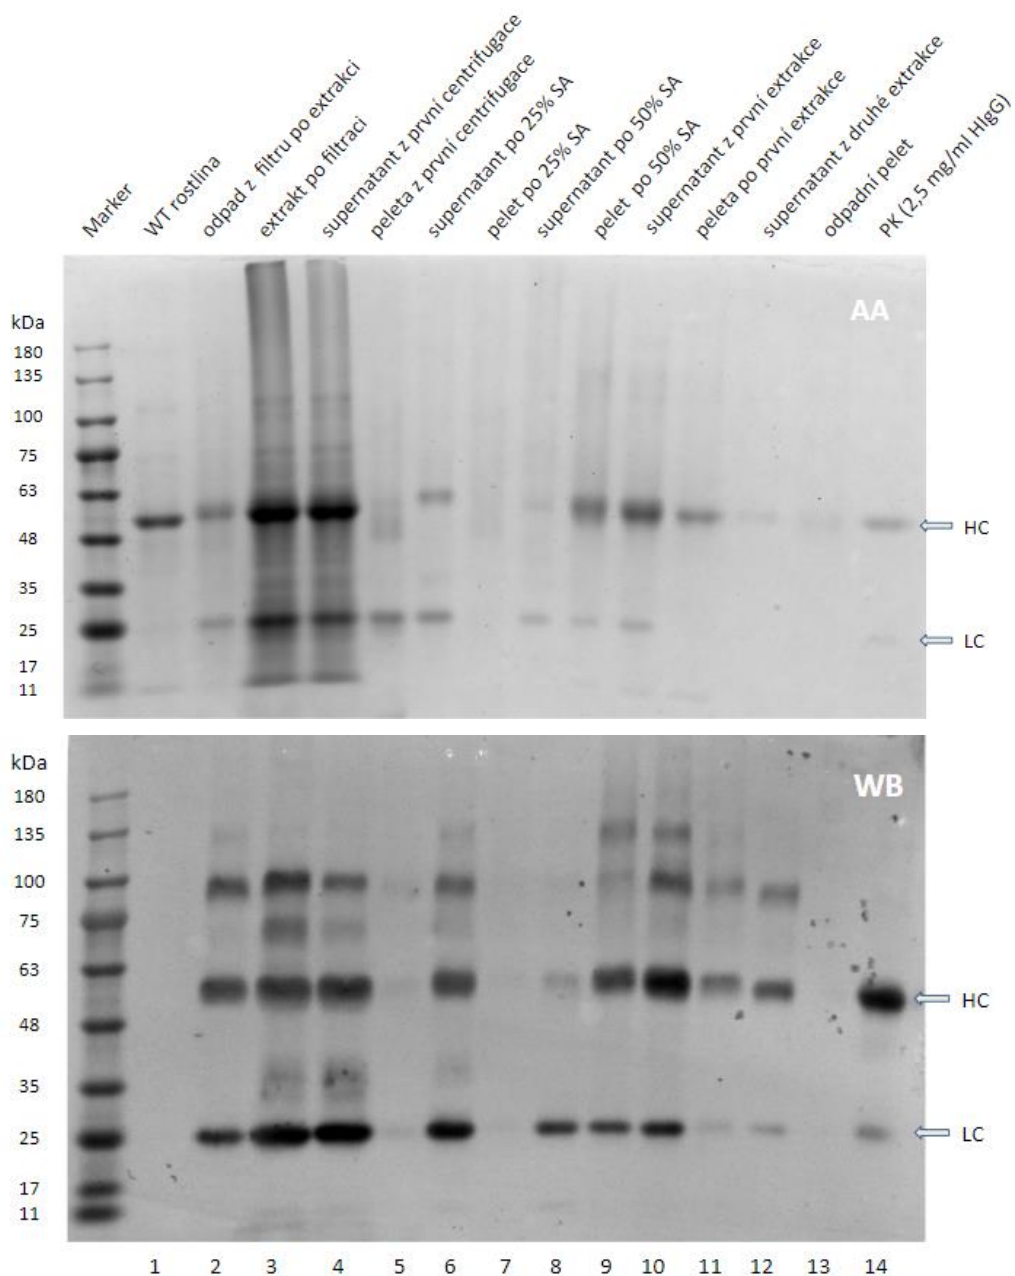 Marker
WT rostlina
odpad z filtru po extrakci
extrakt po filtraci
supernatant z první centrifugace
peleta z první centrifugace
supernatant po 25% SA
pelet po 25% SA
supernatant po 50% SA
pelet po 50% SA
supernatant z první extrakce
peleta po první extrakce
supernatant z druhé extrakce
odpadní pelet
PK (2,5 mg/ml HIgG)
AA
kDa
180
135
100
75
63
48
35
25
17
11
HC
LC
WB
kDa
180
135
100
75
63
48
35
25
17
11
HC
LC
1 2 3 4 5 6 7 8 9 10 11 12 13 14